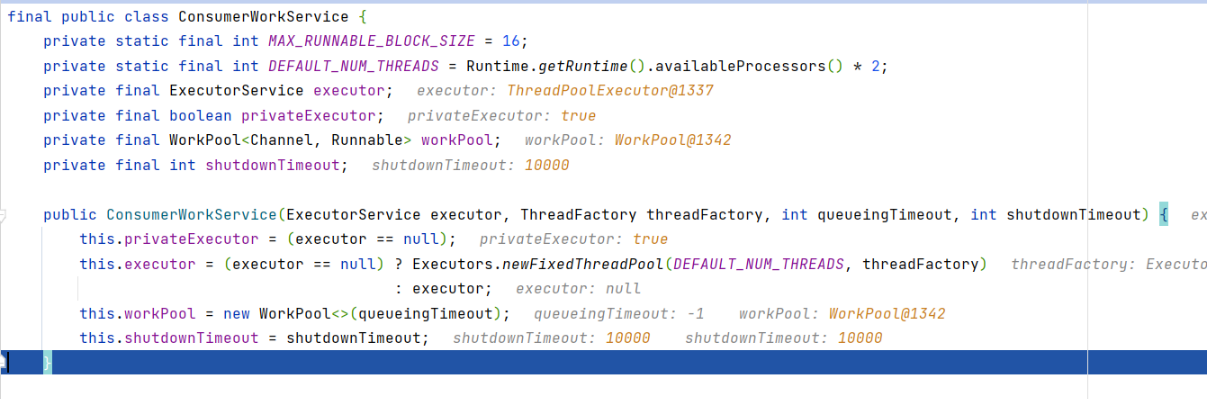 final public class ConsumerWorkService {
    private static final int MAX_RUNNABLE_BLOCK_SIZE = 16;
    private static final int DEFAULT_NUM_THREADS = Runtime.getRuntime().availableProcessors() * 2;
    private final ExecutorService executor;   executor: ThreadPoolExecutor@1337
    private final boolean privateExecutor;   privateExecutor: true
    private final WorkPool<Channel, Runnable> workPool;   workPool: WorkPool@1342
    private final int shutdownTimeout;   shutdownTimeout: 10000
    public ConsumerWorkService(ExecutorService executor, ThreadFactory threadFactory, int queueingTimeout, int shutdownTimeout) {   ex
        this.privateExecutor = (executor == null);   privateExecutor: true
        this.executor = (executor == null) ? Executors.newFixedThreadPool(DEFAULT_NUM_THREADS, threadFactory)   threadFactory: Executo
                                           : executor;   executor: null
        this.workPool = new WorkPool<>(queueingTimeout);   queueingTimeout: -1    workPool: WorkPool@1342
        this.shutdownTimeout = shutdownTimeout;   shutdownTimeout: 10000    shutdownTimeout: 10000
    }